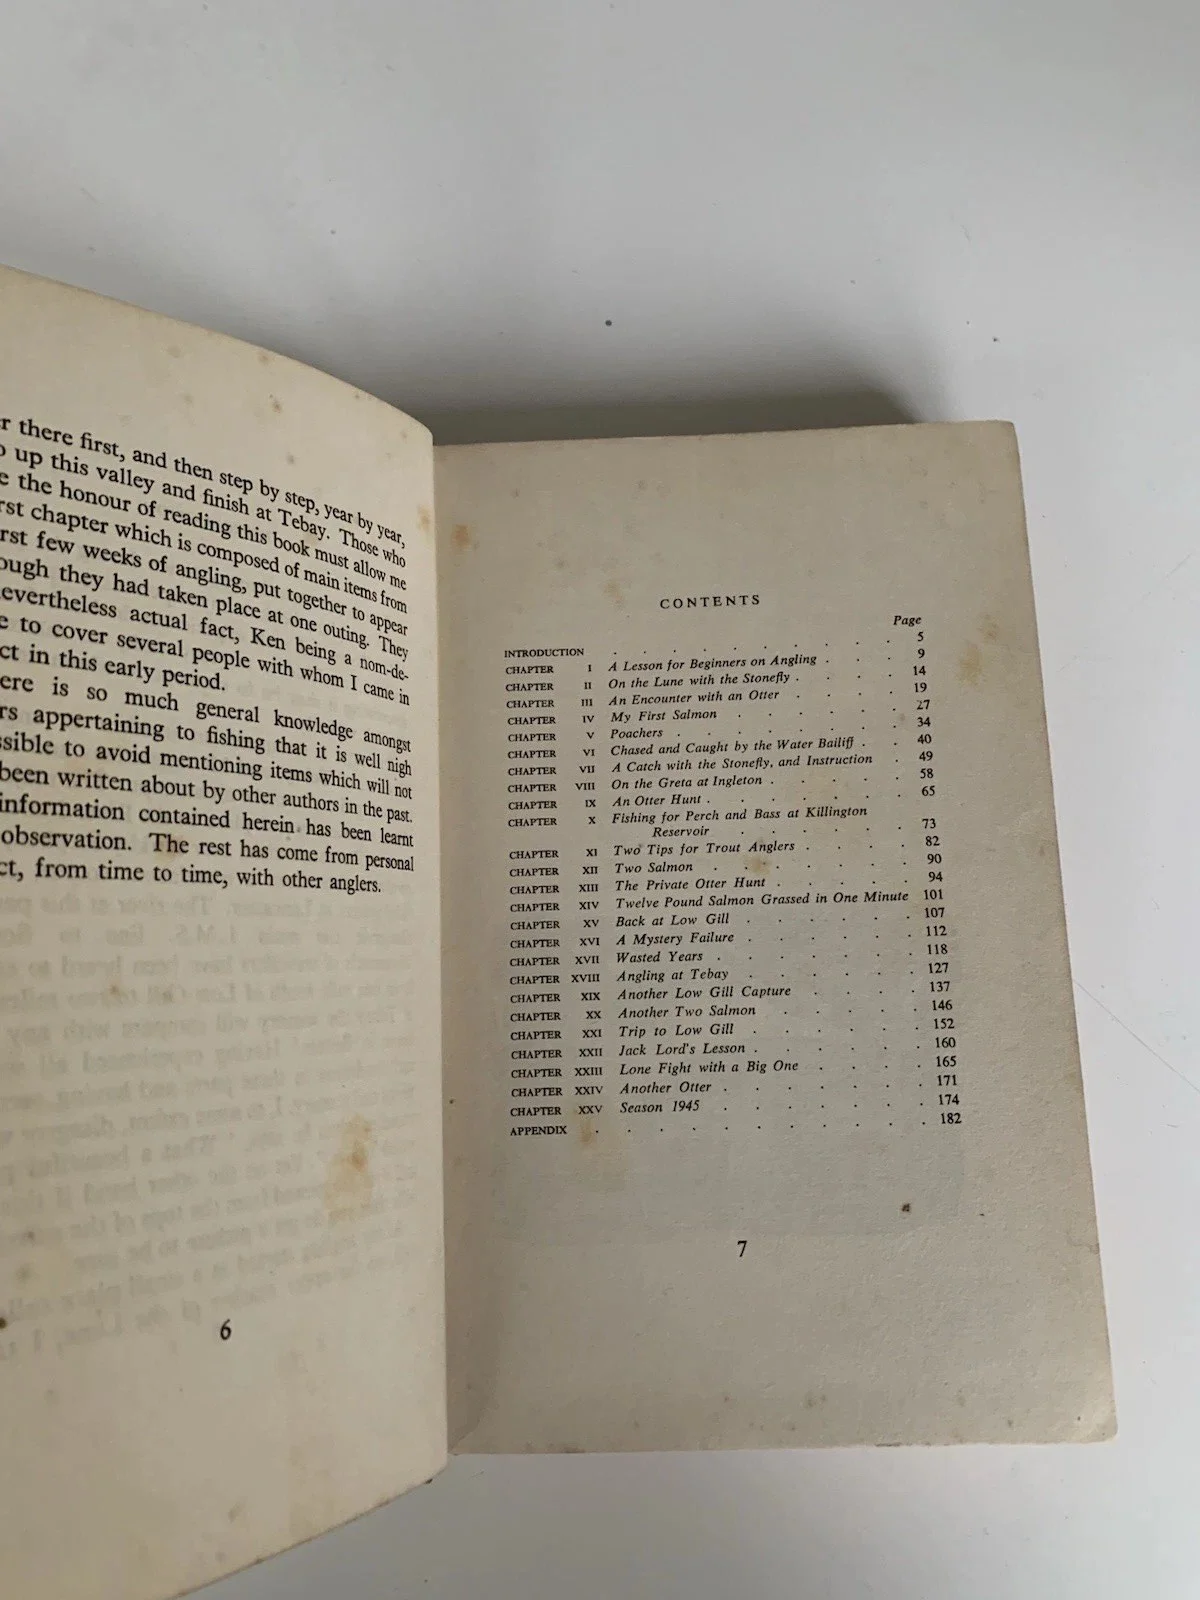 there first, and then step by step, year by year,
up this valley and finish at Tebay. Those who
the honour of reading this book must allow me
chapter which is composed of main items from
few weeks of angling, put together to appear
they had taken place at one outing. They
nevertheless actual fact, Ken being a nom-de-
to cover several people with whom I came in
in this early period.
is so much general knowledge amongst
appertaining to fishing that it is well nigh
to avoid mentioning items which will not
been written about by other authors in the past.
information contained herein has been learnt
observation. The rest has come from personal
from time to time, with other anglers.
6
CONTENTS
Page
INTRODUCTION . . . . . . . . . 5
CHAPTER I A Lesson for Beginners on Angling . . . 9
CHAPTER II On the Lune with the Stonefly . . . . 14
CHAPTER III An Encounter with an Otter . . . . 19
CHAPTER IV My First Salmon . . . . . . 27
CHAPTER V Poachers . . . . . . . . 34
CHAPTER VI Chased and Caught by the Water Bailiff . . 40
CHAPTER VII A Catch with the Stonefly, and Instruction . 49
CHAPTER VIII On the Greta at Ingleton . . . . . 58
CHAPTER IX An Otter Hunt . . . . . . . 65
CHAPTER X Fishing for Perch and Bass at Killington
Reservoir . . . . . . . 73
CHAPTER XI Two Tips for Trout Anglers . . . . 82
CHAPTER XII Two Salmon . . . . . . . 90
CHAPTER XIII The Private Otter Hunt . . . . . 94
CHAPTER XIV Twelve Pound Salmon Grassed in One Minute 101
CHAPTER XV Back at Low Gill . . . . . . 107
CHAPTER XVI A Mystery Failure . . . . . . 112
CHAPTER XVII Wasted Years . . . . . . . 118
CHAPTER XVIII Angling at Tebay . . . . . . 127
CHAPTER XIX Another Low Gill Capture . . . . 137
CHAPTER XX Another Two Salmon . . . . . 146
CHAPTER XXI Trip to Low Gill . . . . . . 152
CHAPTER XXII Jack Lord's Lesson . . . . . . 160
CHAPTER XXIII Lone Fight with a Big One . . . . 165
CHAPTER XXIV Another Otter . . . . . . . 171
CHAPTER XXV Season 1945 . . . . . . . 174
APPENDIX . . . . . . . . . . . 182
7